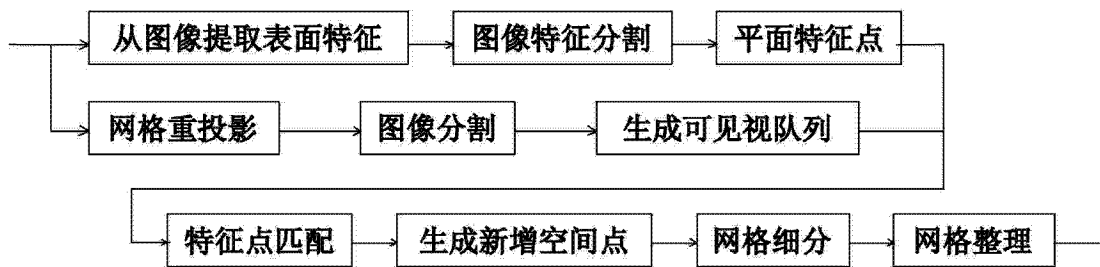 从图像提取表面特征 图像特征分割 平面特征点
网格重投影 图像分割 生成可见视队列
特征点匹配 生成新增空间点 网格细分 网格整理